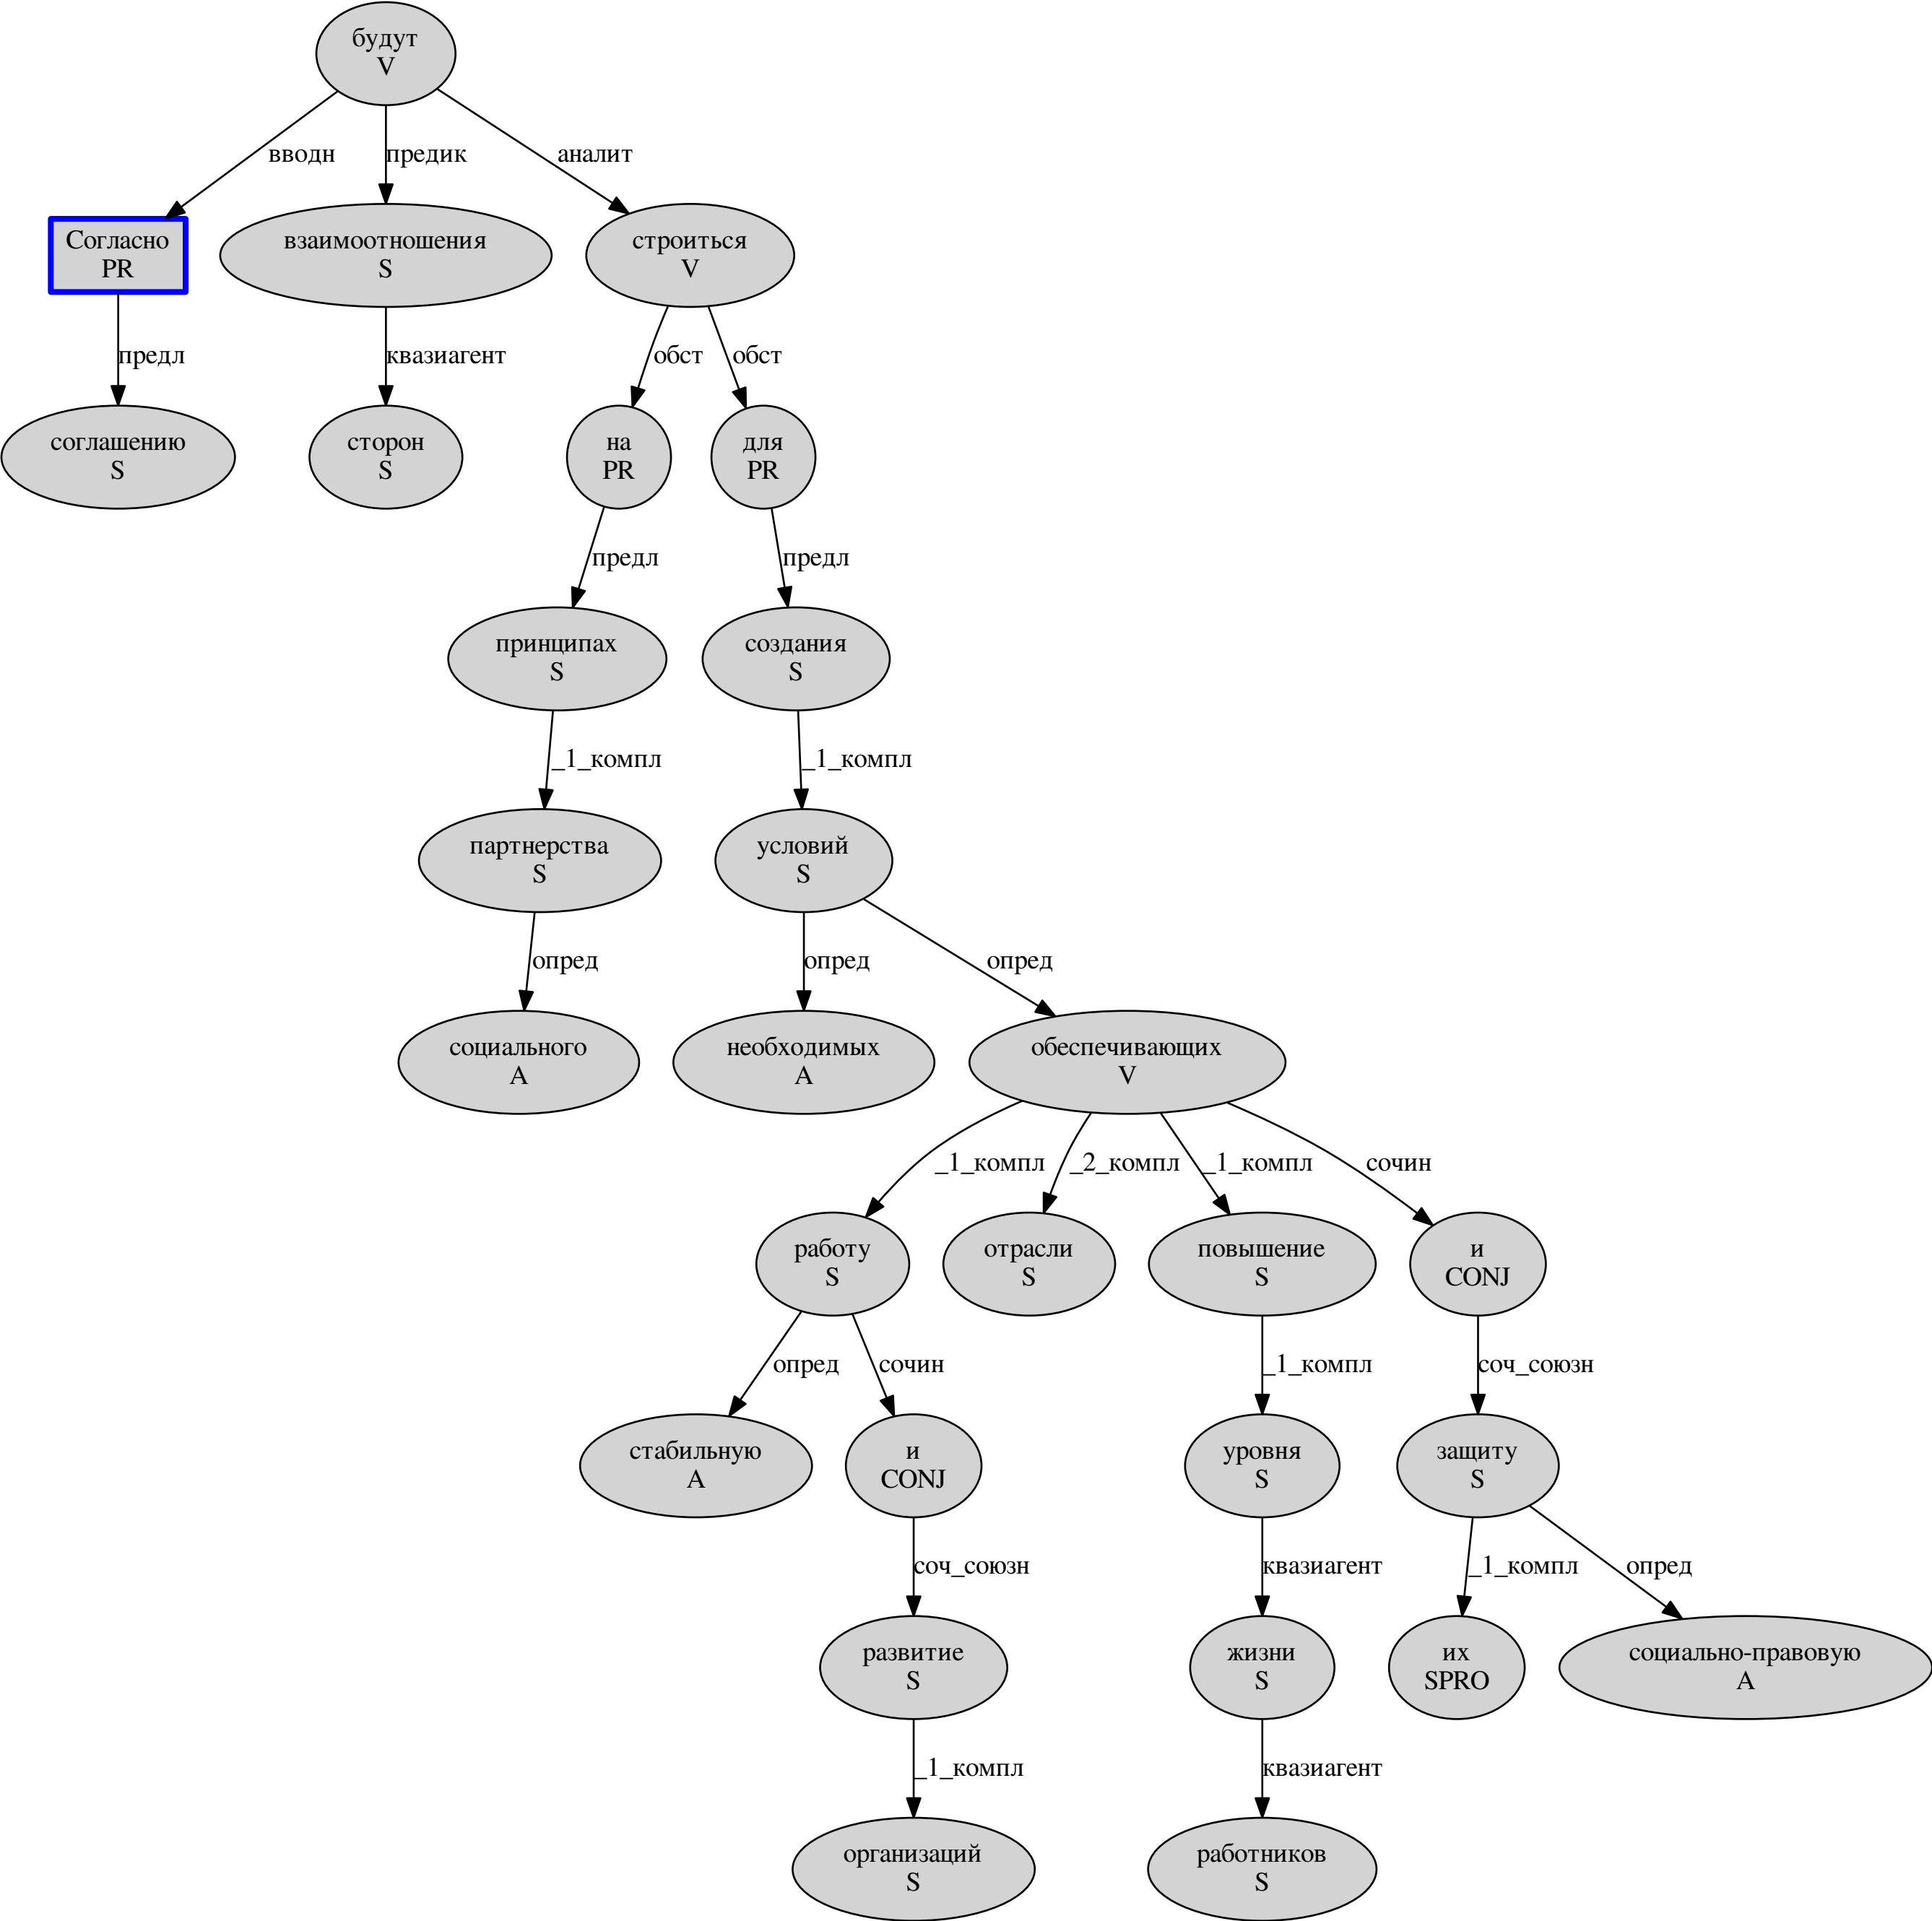 будут
V
вводн
предик
аналит
Согласно
PR
взаимоотношения
S
строиться
V
предл
квазиагент
обст
обст
соглашению
S
сторон
S
на
PR
для
PR
предл
предл
принципах
S
создания
S
_1_компл
_1_компл
партнерства
S
условий
S
опред
опред
опред
социального
A
необходимых
A
обеспечивающих
V
_1_компл
_2_компл
_1_компл
сочин
работу
S
отрасли
S
повышение
S
и
CONJ
опред
сочин
_1_компл
соч_союзн
стабильную
A
и
CONJ
уровня
S
защиту
S
соч_союзн
квазиагент
_1_компл
опред
развитие
S
жизни
S
их
SPRO
социально-правовую
A
_1_компл
квазиагент
организаций
S
работников
S